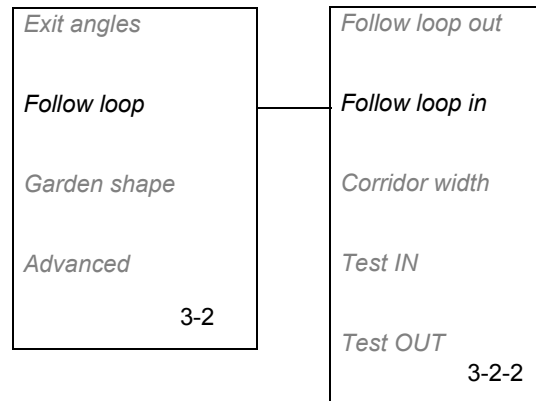 Exit angles
Follow loop
Garden shape
Advanced
3-2
Follow loop out
Follow loop in
Corridor width
Test IN
Test OUT
3-2-2